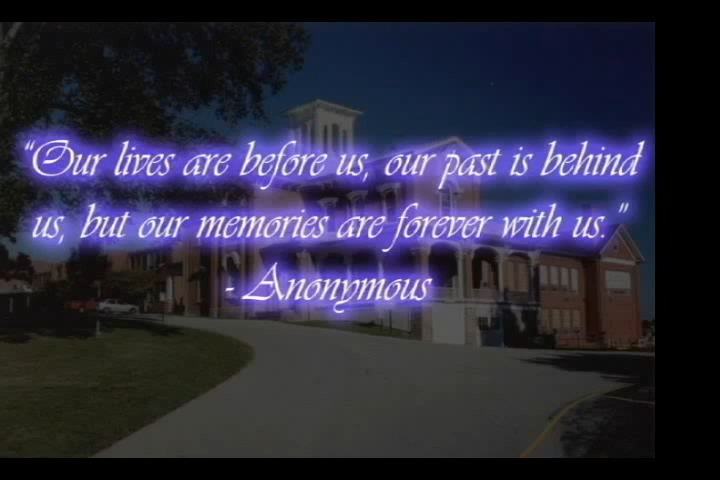 "Our lives are before us, our past is behind
us, but our memories are forever with us."
- Anonymous